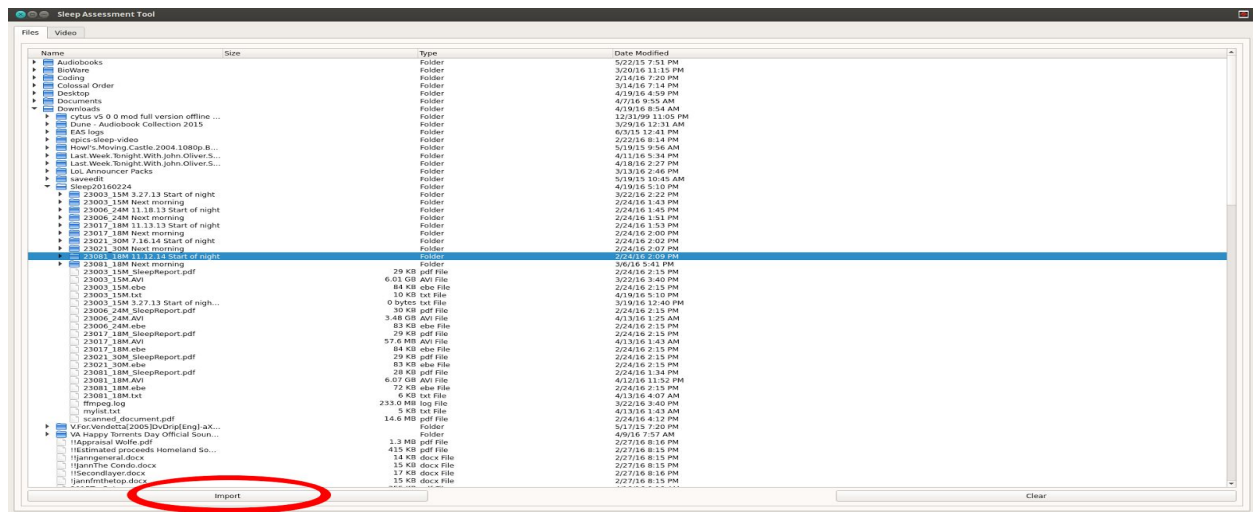 Sleep Assessment Tool
Files Video
Name Size Type Date Modified
Audiobooks Folder 5/22/15 7:51 PM
BioWare Folder 3/20/16 11:15 PM
Coding Folder 2/14/16 7:20 PM
Colossal Order Folder 3/14/16 7:14 PM
Desktop Folder 4/19/16 4:59 PM
Documents Folder 4/7/16 9:55 AM
Downloads Folder 4/19/16 8:54 AM
cytus v5 0 0 mod full version offline ... Folder 12/31/99 11:05 PM
Dune - Audiobook Collection 2015 Folder 3/29/16 12:31 AM
EAS logs Folder 6/3/15 12:41 PM
epics-sleep-video Folder 2/22/16 8:14 PM
Howl's.Moving.Castle.2004.1080p.B... Folder 5/19/15 9:56 AM
Last.Week.Tonight.With.John.Oliver.S... Folder 4/11/16 5:34 PM
Last.Week.Tonight.With.John.Oliver.S... Folder 4/18/16 2:27 PM
LoL Announcer Packs Folder 3/13/16 2:46 PM
saveedit Folder 5/19/15 10:45 AM
Sleep20160224 Folder 4/19/16 5:10 PM
23003_15M 3.27.13 Start of night Folder 3/22/16 2:22 PM
23003_15M Next morning Folder 2/24/16 1:43 PM
23006_24M 11.18.13 Start of night Folder 2/24/16 1:45 PM
23006_24M Next morning Folder 2/24/16 1:51 PM
23017_18M 11.13.13 Start of night Folder 2/24/16 1:53 PM
23017_18M Next morning Folder 2/24/16 2:00 PM
23021_30M 7.16.14 Start of night Folder 2/24/16 2:02 PM
23021_30M Next morning Folder 2/24/16 2:07 PM
23081_18M 11.12.14 Start of night Folder 2/24/16 2:09 PM
23081_18M Next morning Folder 3/6/16 5:41 PM
23003_15M_SleepReport.pdf 29 KB pdf File 2/24/16 2:15 PM
23003_15M.AVI 6.01 GB AVI File 3/22/16 3:40 PM
23003_15M.ebe 84 KB ebe File 2/24/16 2:15 PM
23003_15M.txt 10 KB txt File 4/19/16 5:10 PM
23003_15M 3.27.13 Start of nigh... 0 bytes txt File 3/19/16 12:40 PM
23006_24M_SleepReport.pdf 30 KB pdf File 2/24/16 2:15 PM
23006_24M.AVI 3.48 GB AVI File 4/13/16 1:25 AM
23006_24M.ebe 83 KB ebe File 2/24/16 2:15 PM
23017_18M_SleepReport.pdf 29 KB pdf File 2/24/16 2:15 PM
23017_18M.AVI 57.6 MB AVI File 4/13/16 1:43 AM
23017_18M.ebe 84 KB ebe File 2/24/16 2:15 PM
23021_30M_SleepReport.pdf 29 KB pdf File 2/24/16 2:15 PM
23021_30M.ebe 83 KB ebe File 2/24/16 2:15 PM
23081_18M_SleepReport.pdf 28 KB pdf File 2/24/16 1:34 PM
23081_18M.AVI 6.07 GB AVI File 4/12/16 11:52 PM
23081_18M.ebe 72 KB ebe File 2/24/16 2:15 PM
23081_18M.txt 6 KB txt File 4/13/16 4:07 AM
ffmpeg.log 233.0 MB log File 3/22/16 3:40 PM
mylist.txt 5 KB txt File 4/13/16 1:43 AM
scanned_document.pdf 14.6 MB pdf File 2/24/16 4:12 PM
V.For.Vendetta[2005]DvDrip[Eng]-aX... Folder 5/17/15 7:20 PM
VA Happy Torrents Day Official Soun... Folder 4/9/16 7:57 AM
!!Appraisal Wolfe.pdf 1.3 MB pdf File 2/27/16 8:16 PM
!!Estimated proceeds Homeland So... 415 KB pdf File 2/27/16 8:15 PM
!!janngeneral.docx 14 KB docx File 2/27/16 8:15 PM
!!JannThe Condo.docx 15 KB docx File 2/27/16 8:15 PM
!!Secondlayer.docx 17 KB docx File 2/27/16 8:16 PM
!jannfmthetop.docx 15 KB docx File 2/27/16 8:15 PM
Import Clear